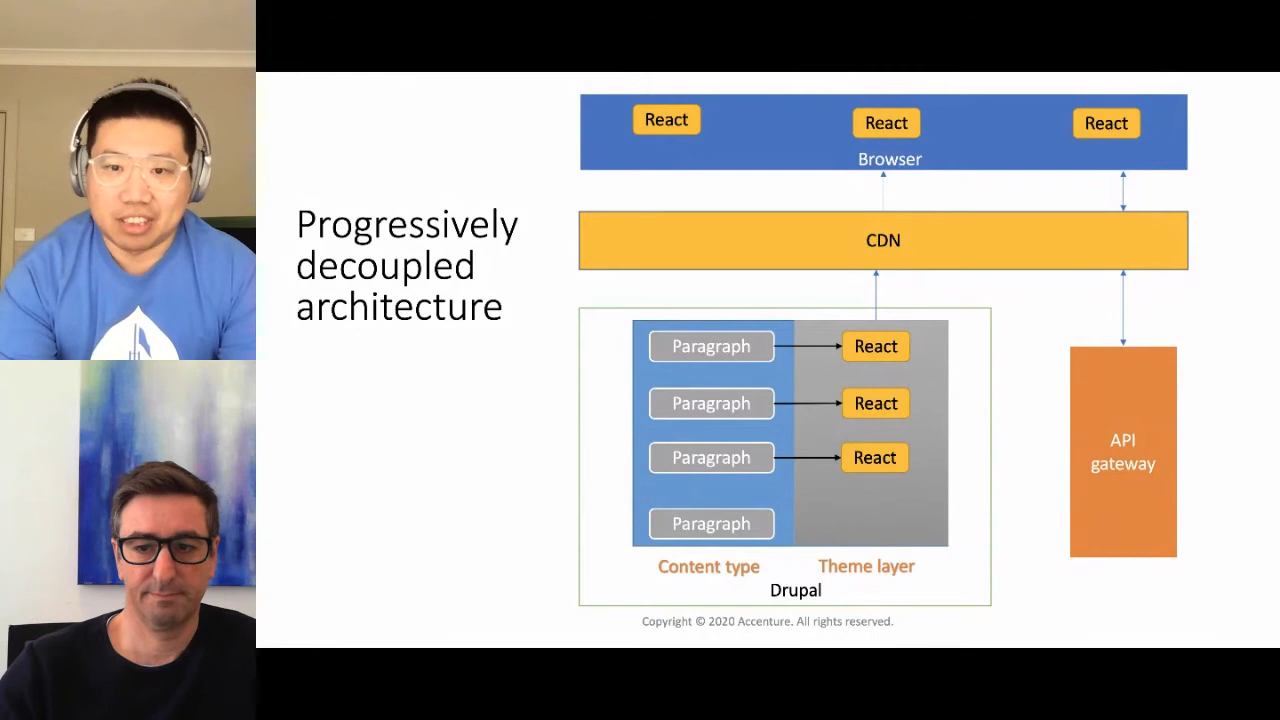 Progressively
decoupled
architecture
React
React
React
Browser
CDN
Paragraph
React
Paragraph
React
Paragraph
React
Paragraph
Content type
Theme layer
Drupal
API
gateway
Copyright © 2020 Accenture. All rights reserved.